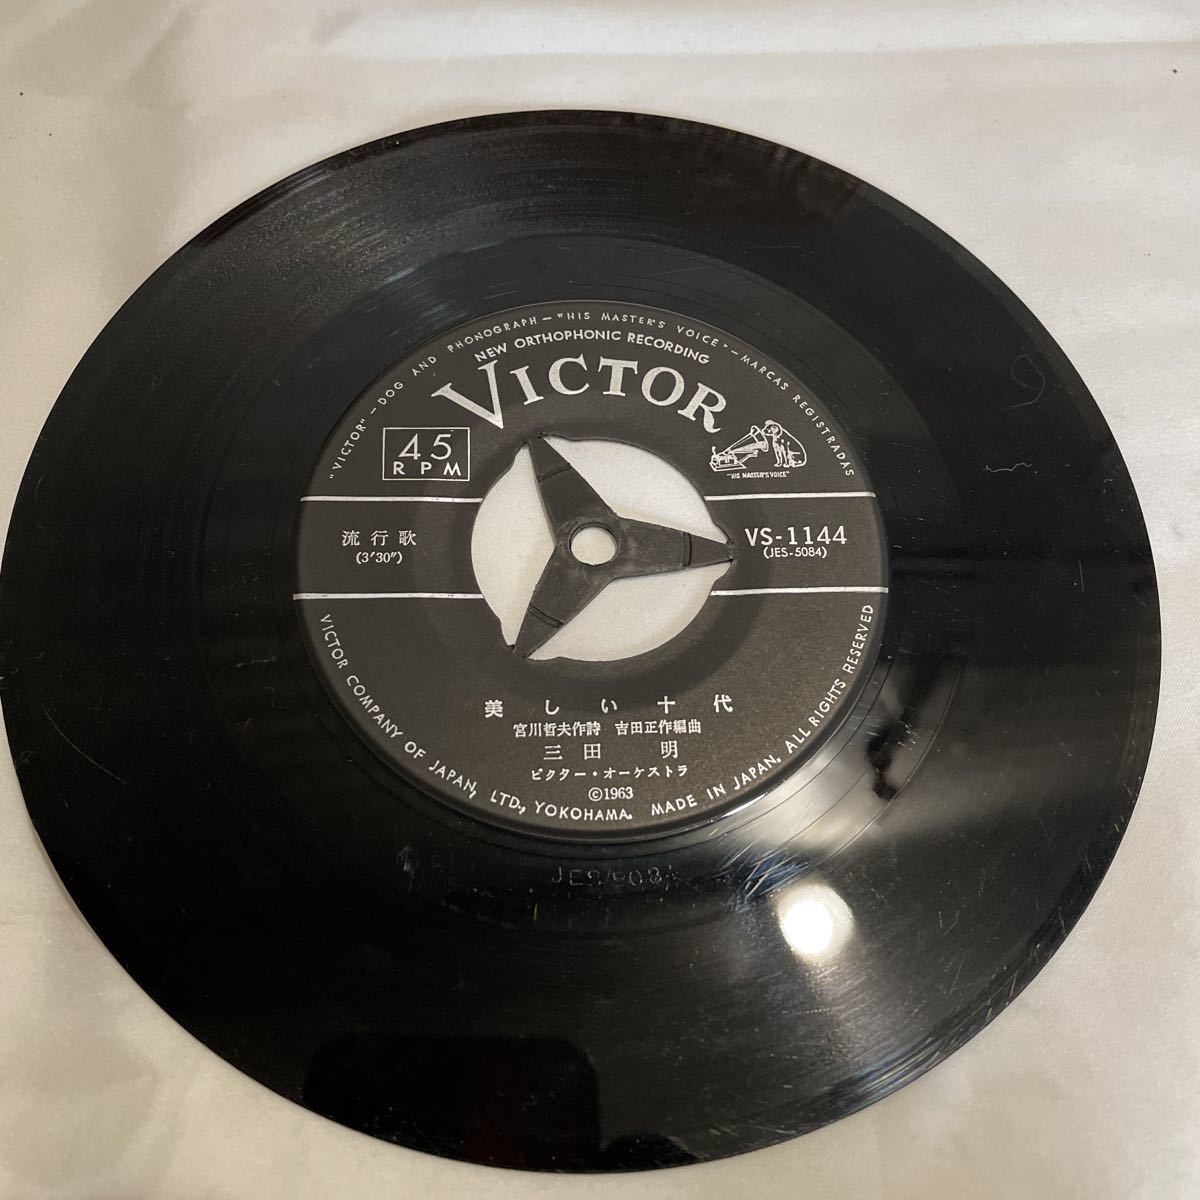 "VICTOR" — DOG AND PHONOGRAPH — "HIS MASTER'S VOICE" — MARCAS REGISTRADAS
NEW ORTHOPHONIC RECORDING
VICTOR
45
RPM
"HIS MASTER'S VOICE"
流行歌
(3′30″)
VS-1144
(JES-5084)
美しい十代
宮川哲夫作詩 吉田正作編曲
三田 明
ビクター・オーケストラ
©1963
VICTOR COMPANY OF JAPAN, LTD., YOKOHAMA. MADE IN JAPAN. ALL RIGHTS RESERVED